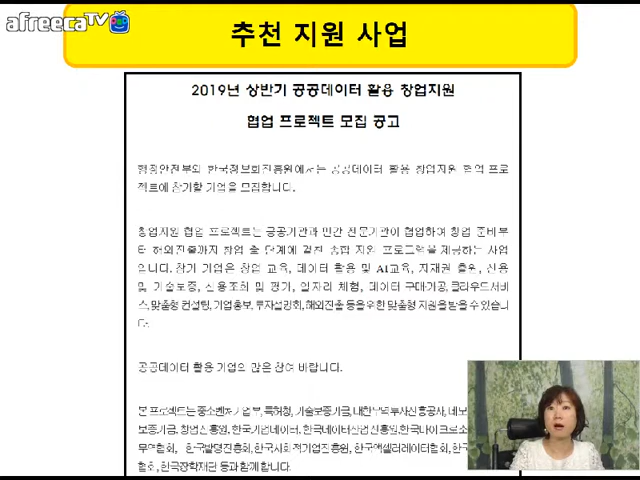 afreecaTV
추천 지원 사업
2019년 상반기 공공데이터 활용 창업지원
협업 프로젝트 모집 공고
행정안전부와 한국정보화진흥원에서는 공공데이터 활용 창업지원 협업 프로
젝트에 참가할 기업을 모집합니다.
창업지원 협업 프로젝트는 공공기관과 민간 전문기관이 협업하여 창업 준비부
터 해외진출까지 창업 全 단계에 걸친 종합 지원 프로그램을 제공하는 사업
입니다. 참가 기업은 창업 교육, 데이터 활용 및 AI교육, 지재권 출원, 신용
및 기술보증, 신용조회 및 평가, 일자리 체험, 데이터 구매·가공, 클라우드서비
스, 맞춤형 컨설팅, 기업홍보, 투자설명회, 해외진출 등을 위한 맞춤형 지원을 받을 수 있습니
다.
공공데이터 활용 기업의 많은 참여 바랍니다.
본 프로젝트는 중소벤처기업부, 특허청, 기술보증기금, 대한무역투자진흥공사,
보증기금, 창업진흥원, 한국기업데이터, 한국데이터산업진흥원, 한국마이크로소
무역협회, 한국발명진흥회, 한국사회적기업진흥원, 한국액셀러레이터협회, 한국
협회, 한국장학재단 등과 함께 합니다.